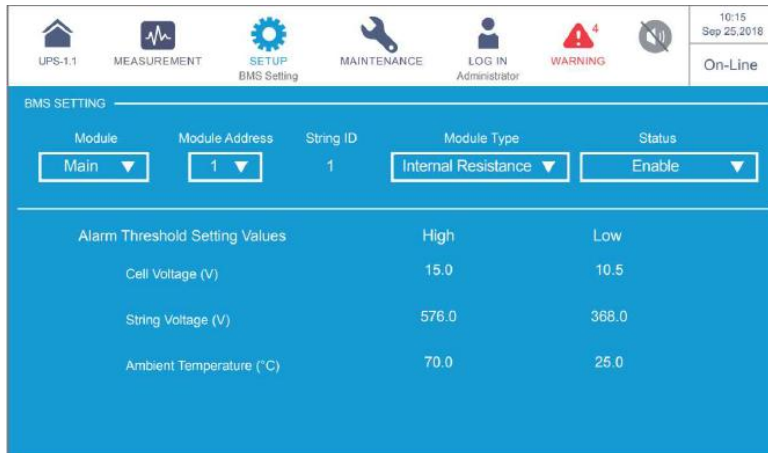 UPS-1.1
MEASUREMENT
SETUP
BMS Setting
MAINTENANCE
LOG IN
Administrator
4
WARNING
10:15
Sep 25,2018
On-Line
BMS SETTING
Module Module Address String ID Module Type Status
Main 1 1 Internal Resistance Enable
Alarm Threshold Setting Values High Low
Cell Voltage (V) 15.0 10.5
String Voltage (V) 576.0 368.0
Ambient Temperature (°C) 70.0 25.0